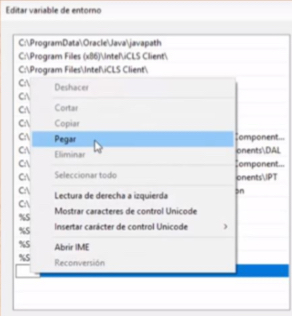 Editar variable de entorno
C:\ProgramData\Oracle\Java\javapath
C:\Program Files (x86)\Intel\iCLS Client\
C:\Program Files\Intel\iCLS Client\
C:\
Deshacer
C:\
Cortar
C:\
Copiar
C:\
Pegar
Component...
C:\
Eliminar
onents\DAL
C:\
Component...
C:\
Seleccionar todo
onents\IPT
C:\
Lectura de derecha a izquierda
on
C:\
Mostrar caracteres de control Unicode
%S
Insertar carácter de control Unicode
%S
%S
Abrir IME
%S
Reconversión